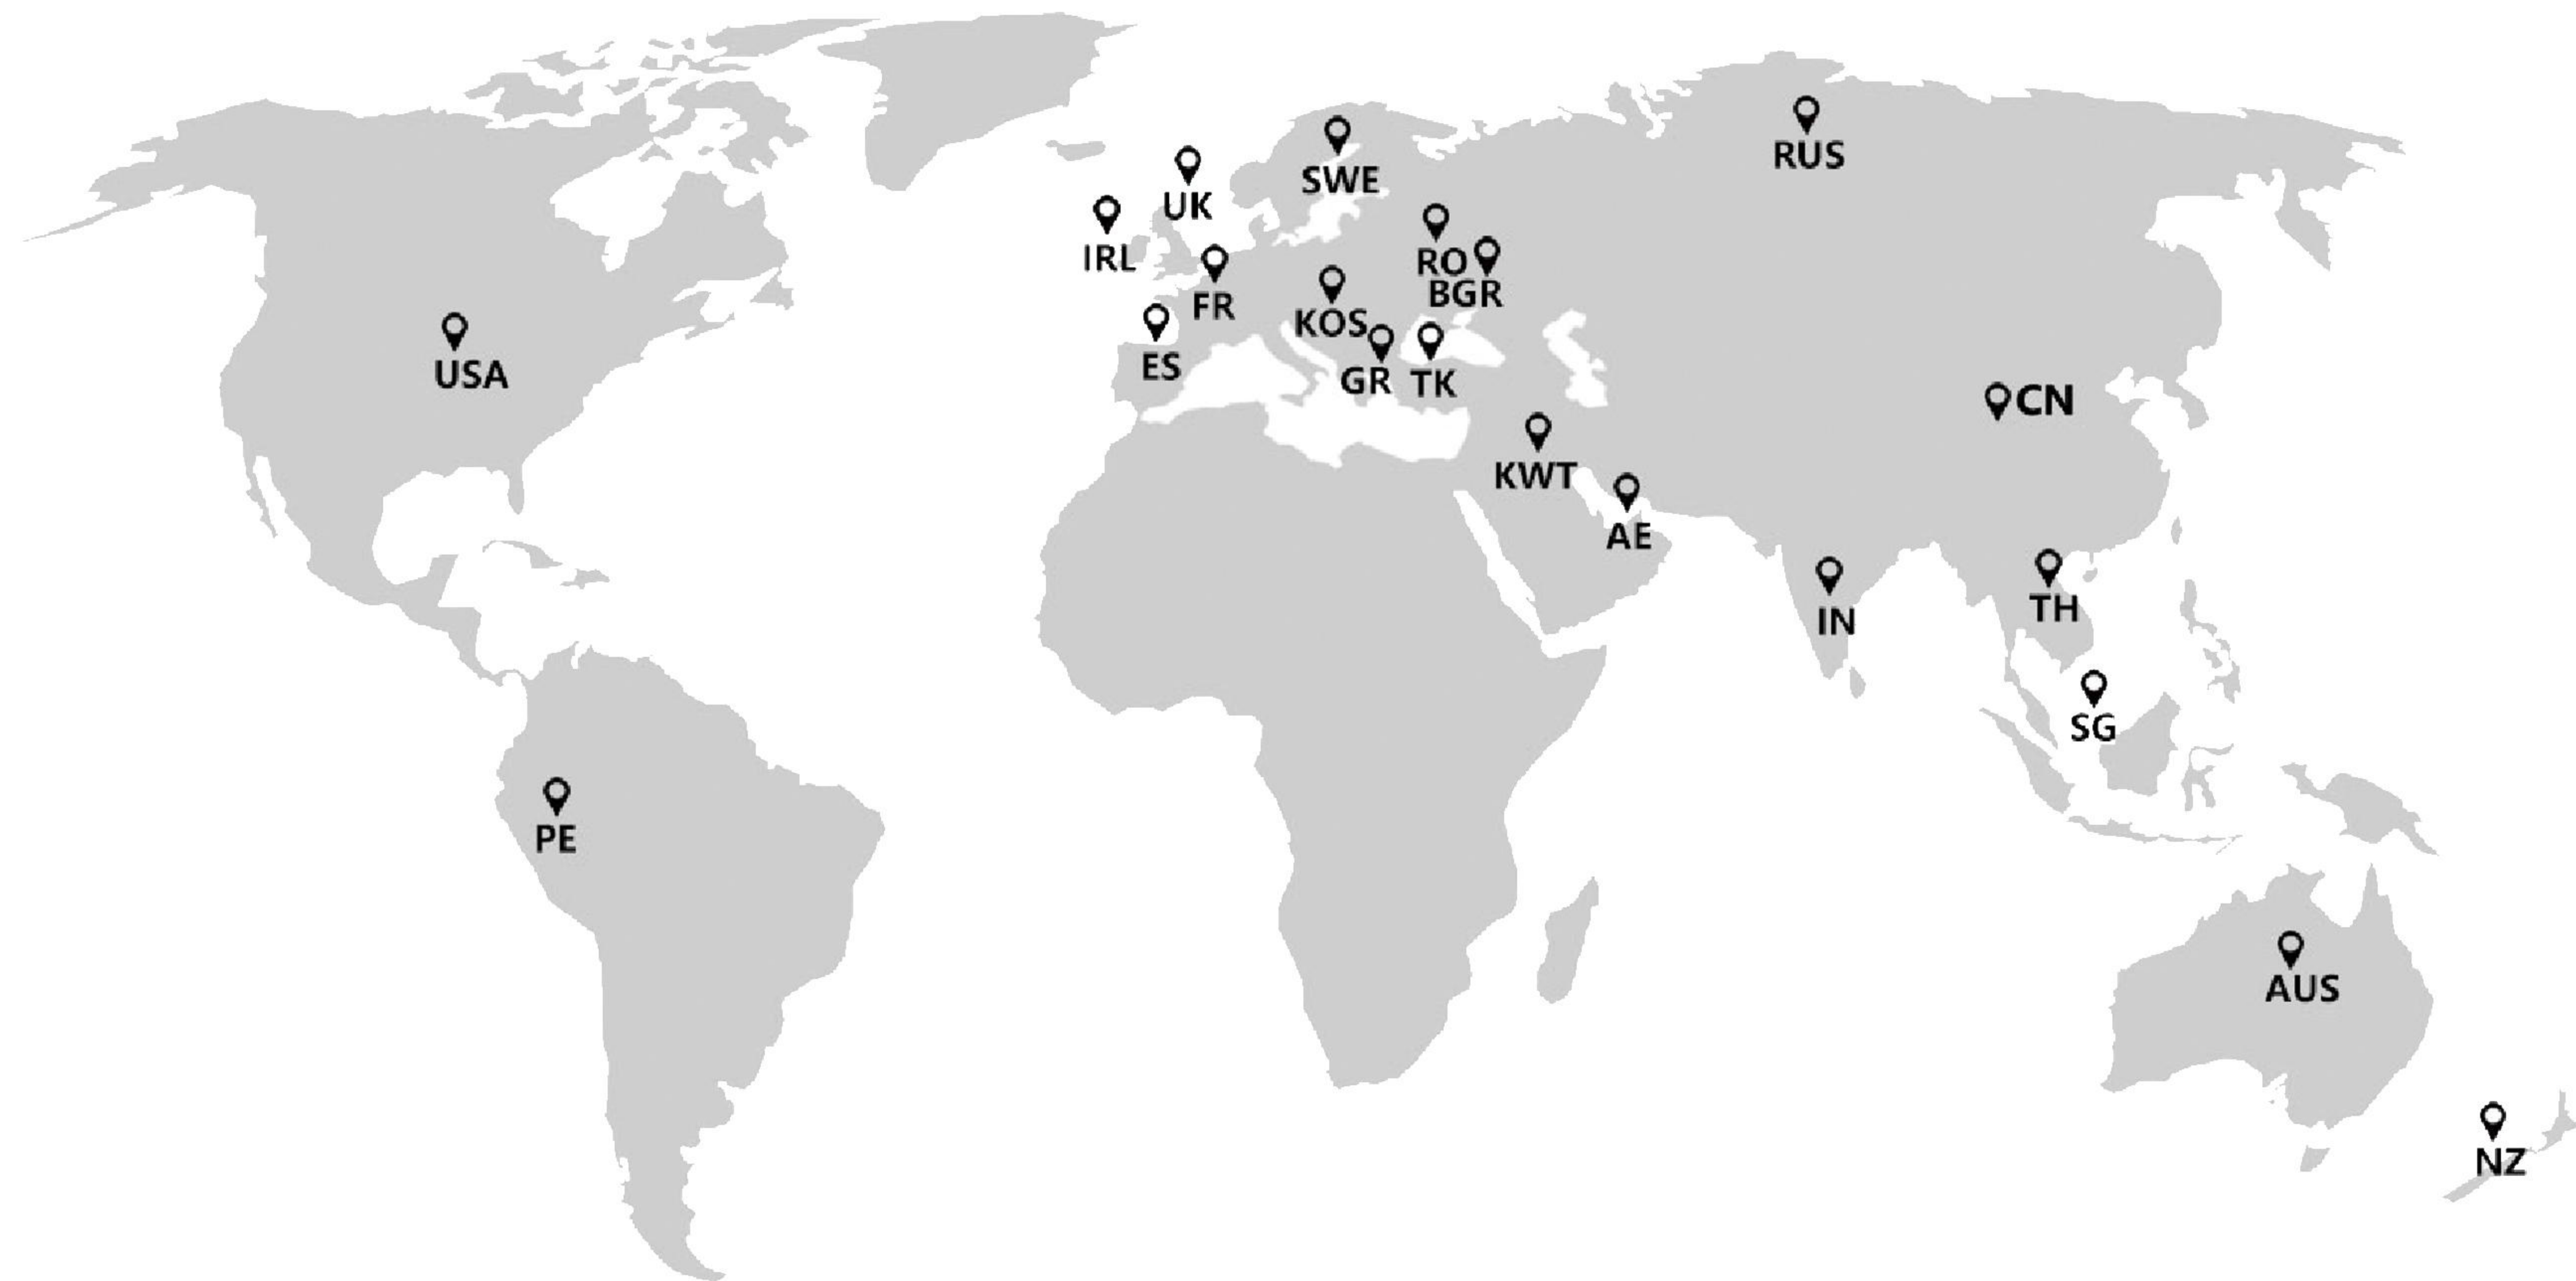 RUS
SWE
UK
IRL
RO
BGR
FR
KOS
USA
ES
GR
TK
CN
KWT
AE
IN
TH
SG
PE
AUS
NZ